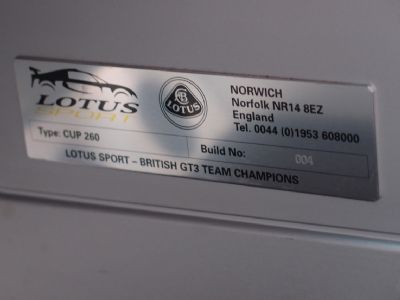 LOTUS
SPORT
LOTUS
NORWICH
Norfolk NR14 8EZ
England
Tel. 0044 (0)1953 608000
Type: CUP 260
Build No: 004
LOTUS SPORT – BRITISH GT3 TEAM CHAMPIONS